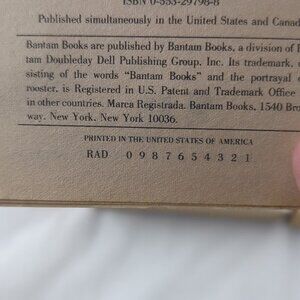 ISBN 0-553-29798-8
Published simultaneously in the United States and Canad
Bantam Books are published by Bantam Books, a division of B
tam Doubleday Dell Publishing Group, Inc. Its trademark,
sisting of the words "Bantam Books" and the portrayal
rooster, is Registered in U.S. Patent and Trademark Office
in other countries. Marca Registrada. Bantam Books, 1540 Bro
way, New York, New York 10036.
PRINTED IN THE UNITED STATES OF AMERICA
RAD 0 9 8 7 6 5 4 3 2 1